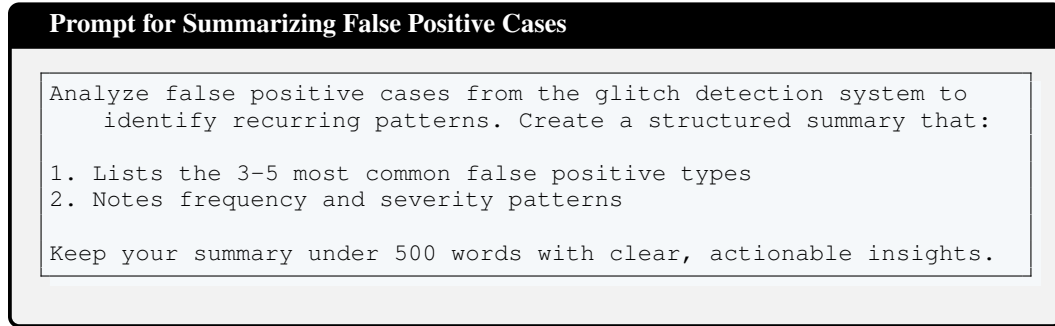 Prompt for Summarizing False Positive Cases
Analyze false positive cases from the glitch detection system to
identify recurring patterns. Create a structured summary that:
1. Lists the 3-5 most common false positive types
2. Notes frequency and severity patterns
Keep your summary under 500 words with clear, actionable insights.